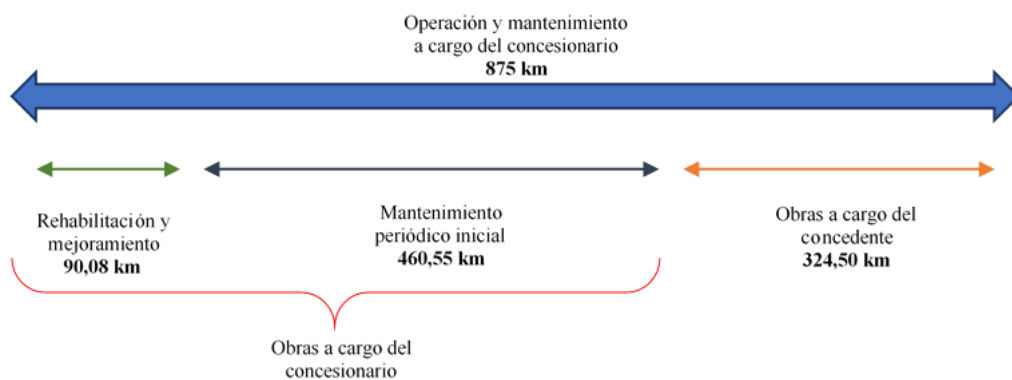 Operación y mantenimiento
a cargo del concesionario
875 km
Rehabilitación y
mejoramiento
90,08 km
Mantenimiento
periódico inicial
460,55 km
Obras a cargo del
concedente
324,50 km
Obras a cargo del
concesionario